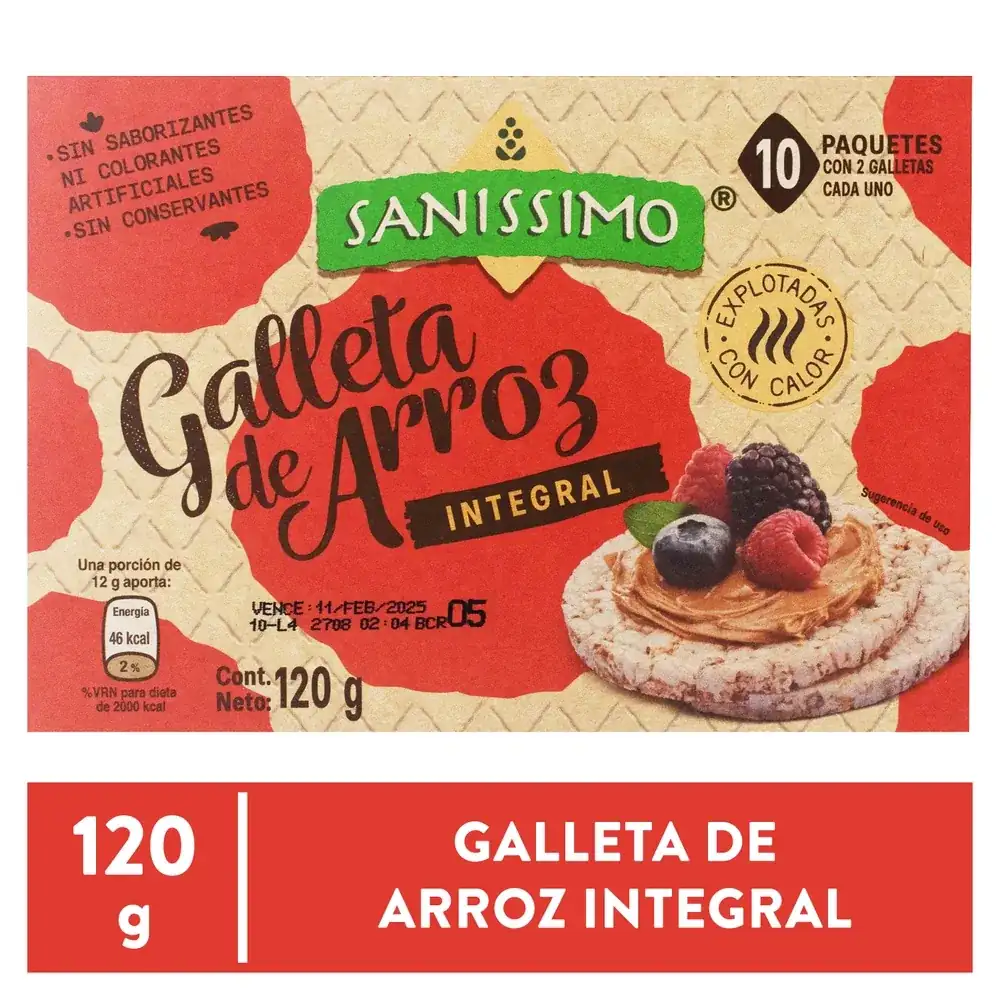 •SIN SABORIZANTES
NI COLORANTES
ARTIFICIALES
•SIN CONSERVANTES
SANISSIMO®
10
PAQUETES
CON 2 GALLETAS
CADA UNO
EXPLOTADAS
• CON CALOR •
Galleta
de Arroz
INTEGRAL
Sugerencia de uso
Una porción de
12 g aporta:
Energía
46 kcal
2%
%VRN para dieta
de 2000 kcal
VENCE:11/FEB/2025
10-L4 2708 02:04 BCR05
Cont.
Neto: 120 g
120
g
GALLETA DE
ARROZ INTEGRAL